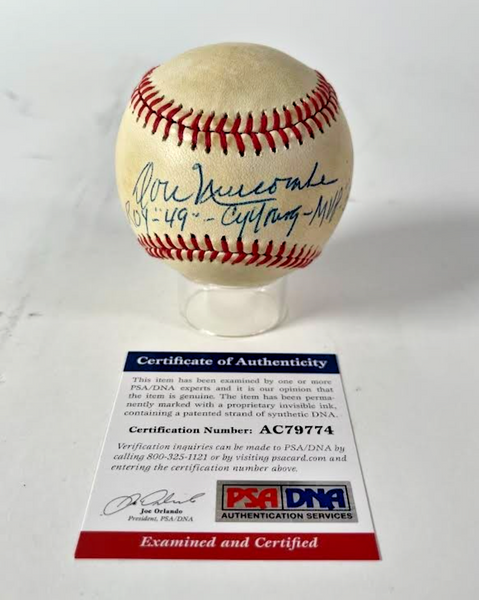 Don Newcombe
ROY-49 - CyYoung - MVP
Certificate of Authenticity
This item has been examined by one or more
PSA/DNA experts and it is our opinion that
the item is genuine. The item has been perma-
nently marked with a proprietary invisible ink,
containing a patented strand of synthetic DNA.
Certification Number: AC79774
Verification inquiries can be made to PSA/DNA by
calling 800-325-1121 or by visiting psacard.com and
entering the certification number above.
Joe Orlando
Joe Orlando
President, PSA/DNA
PSA DNA
AUTHENTICATION SERVICES
Examined and Certified